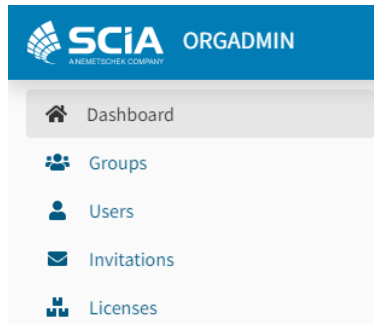 SCiA ORGADMIN
A NEMETSCHEK COMPANY
Dashboard
Groups
Users
Invitations
Licenses